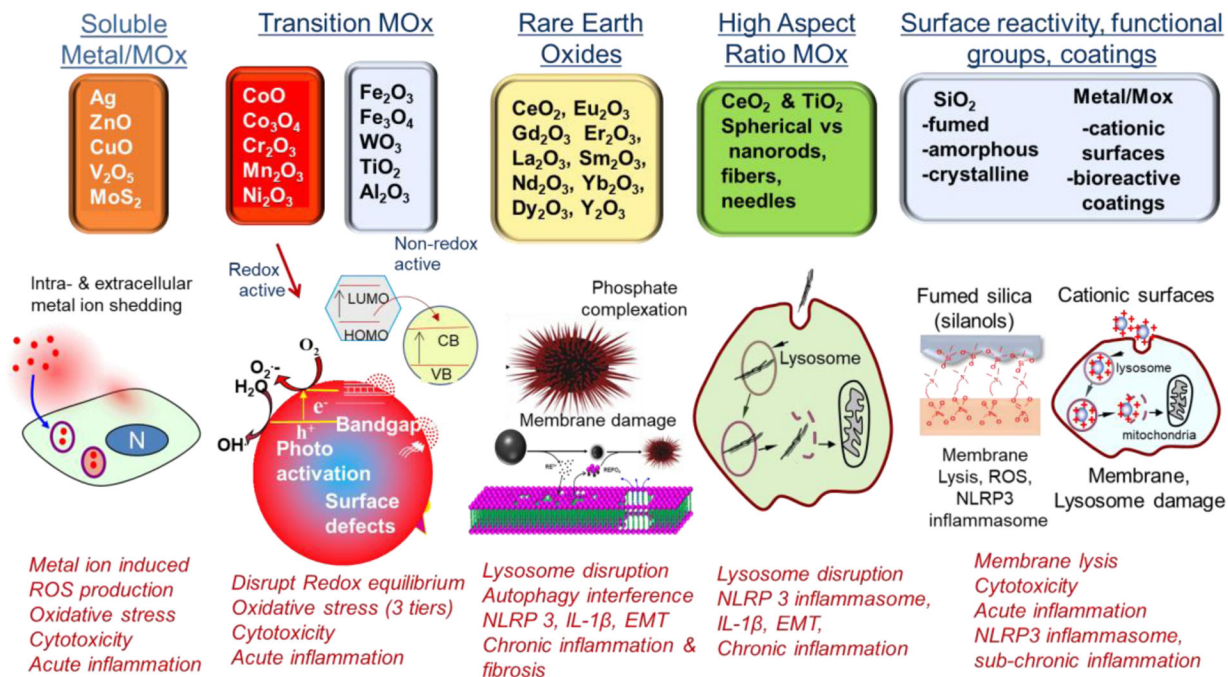 Soluble
Metal/MOx
Ag
ZnO
CuO
V₂O₅
MoS₂
Intra- & extracellular
metal ion shedding
N
Metal ion induced
ROS production
Oxidative stress
Cytotoxicity
Acute inflammation
Transition MOx
CoO
Co₃O₄
Cr₂O₃
Mn₂O₃
Ni₂O₃
Fe₂O₃
Fe₃O₄
WO₃
TiO₂
Al₂O₃
Redox
active
Non-redox
active
LUMO
HOMO
CB
VB
O₂
O₂·-
H₂O
OH·
e-
h+
Bandgap
Photo
activation
Surface
defects
Disrupt Redox equilibrium
Oxidative stress (3 tiers)
Cytotoxicity
Acute inflammation
Rare Earth
Oxides
CeO₂, Eu₂O₃
Gd₂O₃ Er₂O₃,
La₂O₃, Sm₂O₃,
Nd₂O₃, Yb₂O₃,
Dy₂O₃, Y₂O₃
Phosphate
complexation
Membrane damage
REPO₄
Lysosome disruption
Autophagy interference
NLRP 3, IL-1β, EMT
Chronic inflammation &
fibrosis
High Aspect
Ratio MOx
CeO₂ & TiO₂
Spherical vs
nanorods,
fibers,
needles
Lysosome
Lysosome disruption
NLRP 3 inflammasome,
IL-1β, EMT,
Chronic inflammation
Surface reactivity, functional
groups, coatings
SiO₂
-fumed
-amorphous
-crystalline
Metal/Mox
-cationic
surfaces
-bioreactive
coatings
Fumed silica
(silanols)
Membrane
Lysis, ROS,
NLRP3
inflammasome
Cationic surfaces
lysosome
mitochondria
Membrane,
Lysosome damage
Membrane lysis
Cytotoxicity
Acute inflammation
NLRP3 inflammasome,
sub-chronic inflammation